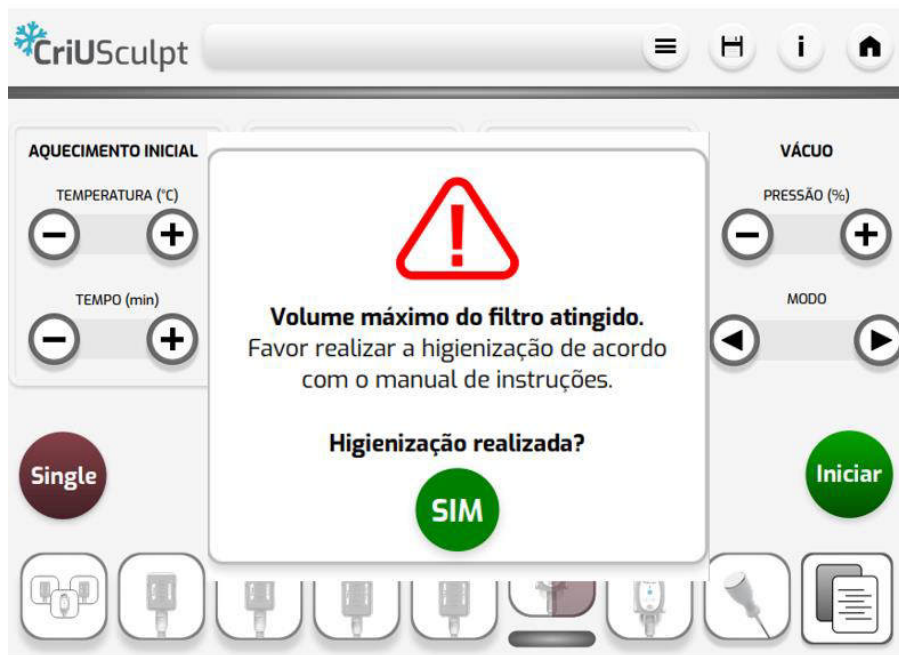 CriUSculpt
AQUECIMENTO INICIAL
VÁCUO
TEMPERATURA (°C)
PRESSÃO (%)
TEMPO (min)
MODO
Volume máximo do filtro atingido.
Favor realizar a higienização de acordo
com o manual de instruções.
Higienização realizada?
SIM
Single
Iniciar